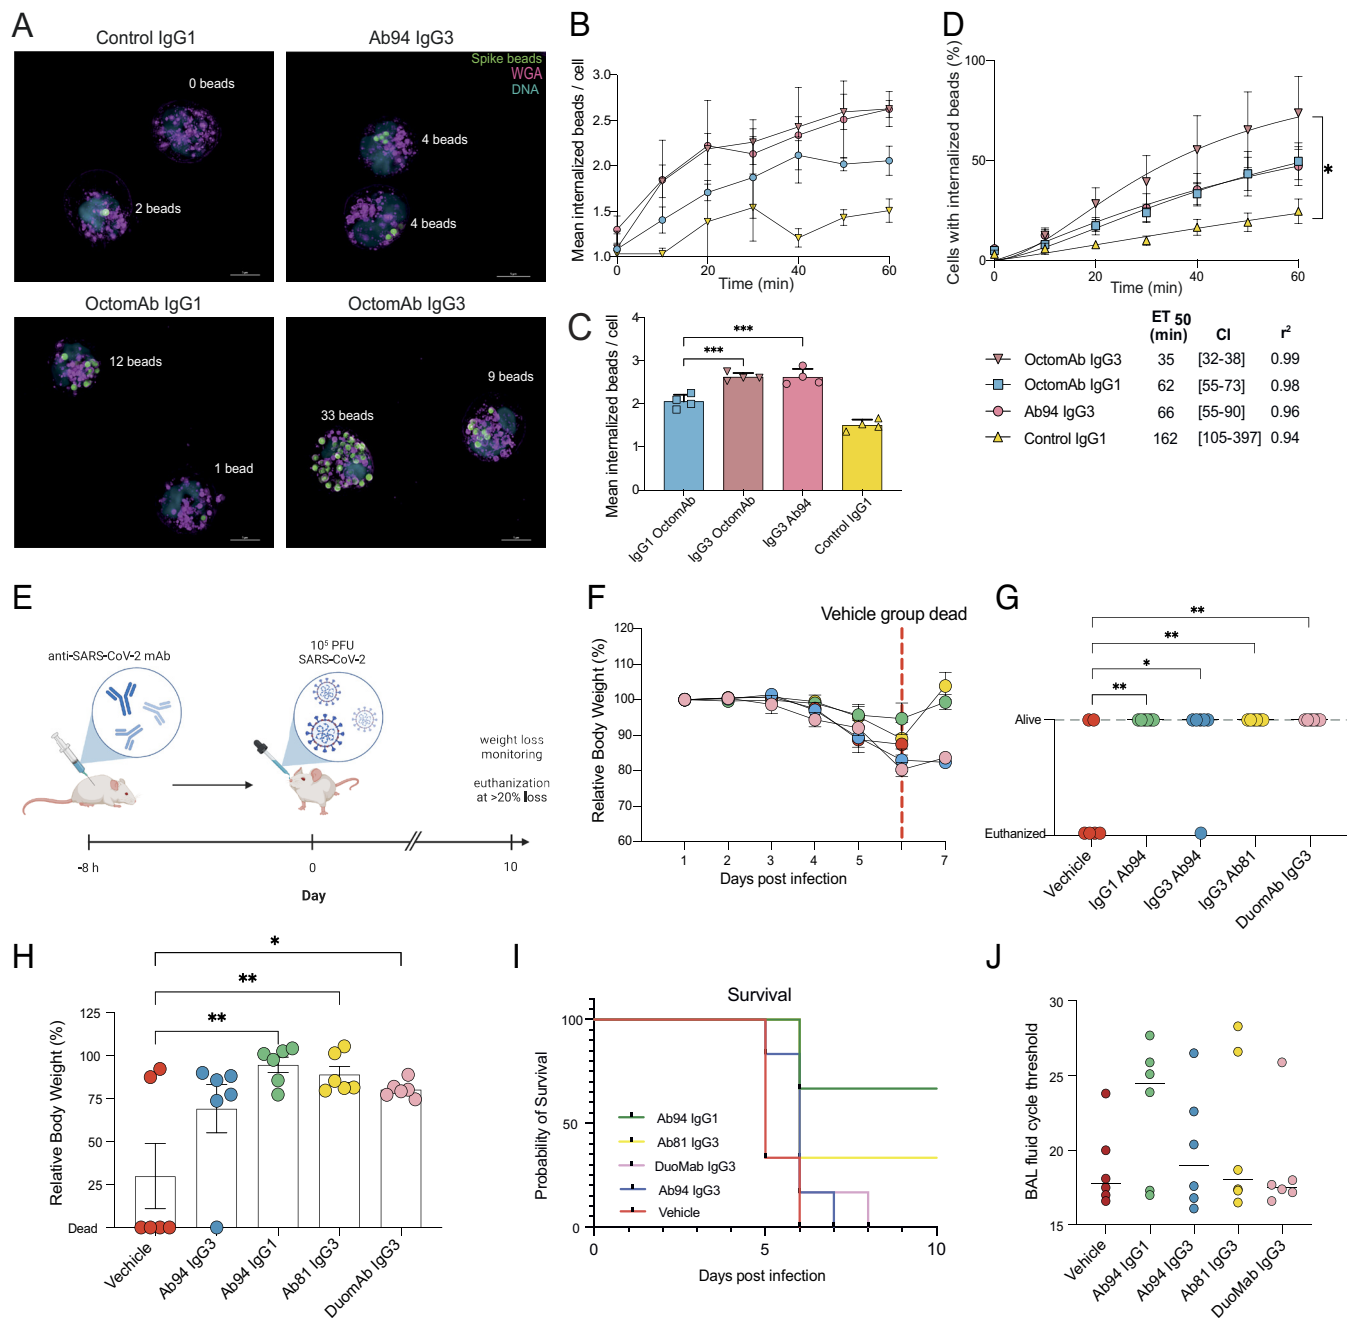 A
Control IgG1
Ab94 IgG3
0 beads
2 beads
Spike beads
WGA
DNA
4 beads
4 beads
OctomAb IgG1
OctomAb IgG3
12 beads
1 bead
9 beads
33 beads
B
Mean internalized beads / cell
3.0
2.5
2.0
1.5
1.0
0
20
40
60
Time (min)
C
Mean internalized beads / cell
4
3
2
1
0
***
***
IgG1 OctomAb
IgG3 OctomAb
IgG3 Ab94
Control IgG1
D
Cells with internalized beads (%)
100
50
0
0
20
40
60
Time (min)
*
ET 50 (min) CI r²
OctomAb IgG3 35 [32-38] 0.99
OctomAb IgG1 62 [55-73] 0.98
Ab94 IgG3 66 [55-90] 0.96
Control IgG1 162 [105-397] 0.94
E
anti-SARS-CoV-2 mAb
10⁵ PFU
SARS-CoV-2
weight loss
monitoring
euthanization
at >20% loss
-8 h
0
10
Day
F
Vehicle group dead
Relative Body Weight (%)
120
110
100
90
80
70
60
1 2 3 4 5 6 7
Days post infection
G
**
**
*
**
Alive
Euthanized
Vechicle
IgG1 Ab94
IgG3 Ab94
IgG3 Ab81
DuomAb IgG3
H
*
**
**
Relative Body Weight (%)
125
100
75
50
25
Dead
Vechicle
Ab94 IgG3
Ab94 IgG1
Ab81 IgG3
DuomAb IgG3
I
Survival
Probability of Survival
100
50
0
Ab94 IgG1
Ab81 IgG3
DuoMab IgG3
Ab94 IgG3
Vehicle
0
5
10
Days post infection
J
BAL fluid cycle threshold
30
25
20
15
Vehicle
Ab94 IgG1
Ab94 IgG3
Ab81 IgG3
DuoMab IgG3